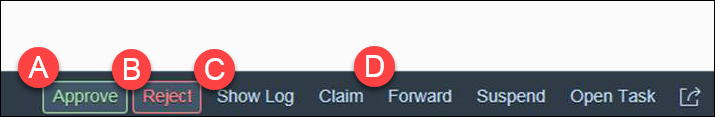 A B C D
Approve Reject Show Log Claim Forward Suspend Open Task